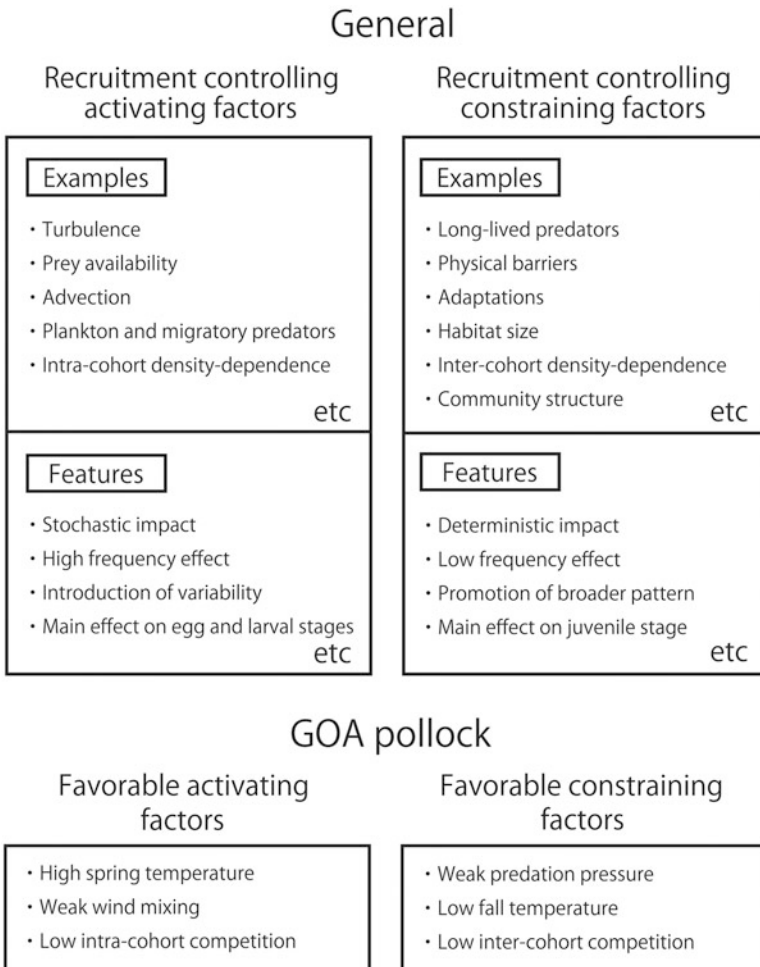 General
Recruitment controlling
activating factors
Examples
・Turbulence
・Prey availability
・Advection
・Plankton and migratory predators
・Intra-cohort density-dependence
etc
Features
・Stochastic impact
・High frequency effect
・Introduction of variability
・Main effect on egg and larval stages
etc
Recruitment controlling
constraining factors
Examples
・Long-lived predators
・Physical barriers
・Adaptations
・Habitat size
・Inter-cohort density-dependence
・Community structure
etc
Features
・Deterministic impact
・Low frequency effect
・Promotion of broader pattern
・Main effect on juvenile stage
etc
GOA pollock
Favorable activating
factors
・High spring temperature
・Weak wind mixing
・Low intra-cohort competition
Favorable constraining
factors
・Weak predation pressure
・Low fall temperature
・Low inter-cohort competition